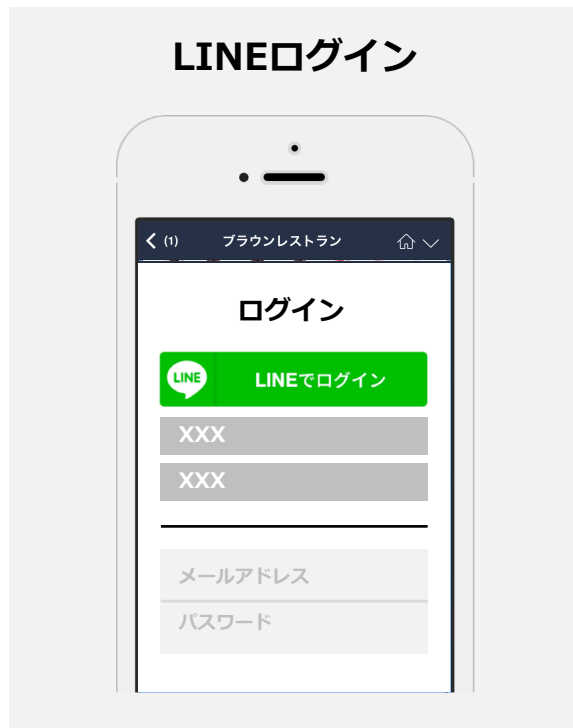 LINEログイン
(1) ブラウンレストラン
ログイン
LINE LINEでログイン
XXX
XXX
メールアドレス
パスワード